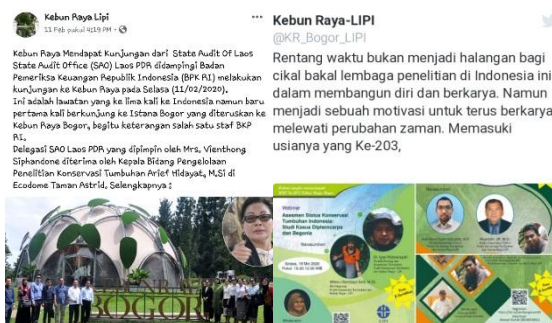 Kebun Raya Lipi
11 Feb pukul 4:19 PM
Kebun Raya Mendapat Kunjungan dari State Audit Of Laos
State Audit Office (SAO) Laos PDR didampingi Badan
Pemeriksa Keuangan Republik Indonesia (BPK RI) melakukan
kunjungan ke Kebun Raya pada Selasa (11/02/2020).
Ini adalah lawatan yang ke lima kali ke Indonesia namun baru
pertama kali berkunjung ke Istana Bogor yang diteruskan ke
Kebun Raya Bogor, begitu keterangan salah satu staf BKP
RI.
Delegasi SAO Laos PDR yang dipimpin oleh Mrs. Vienthong
Siphandone diterima oleh Kepala Bidang Pengelolaan
Penelitian Konservasi Tumbuhan Arief Hidayat, M.Si di
Ecodome Taman Astrid. Selengkapnya :
BOGOR
Kebun Raya-LIPI
@KR_Bogor_LIPI
Rentang waktu bukan menjadi halangan bagi
cikal bakal lembaga penelitian di Indonesia ini
dalam membangun diri dan berkarya. Namun
menjadi sebuah motivasi untuk terus berkarya
melewati perubahan zaman. Memasuki
usianya yang Ke-203,
Webinar
Asesmen Status Konservasi
Tumbuhan Indonesia:
Studi Kasus Dipterocarpa
dan Begonia